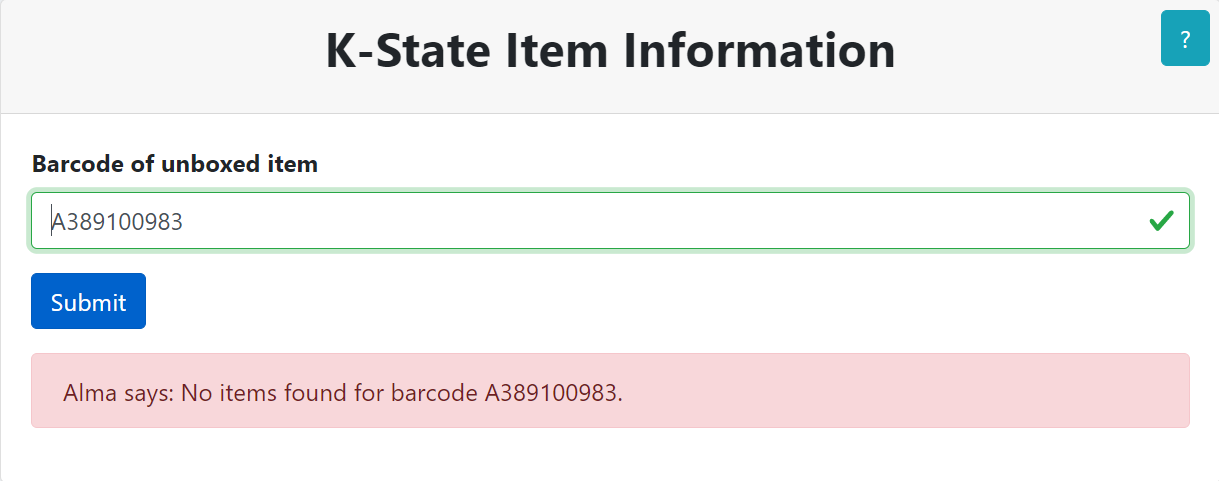 K-State Item Information
?
Barcode of unboxed item
A389100983
Submit
Alma says: No items found for barcode A389100983.